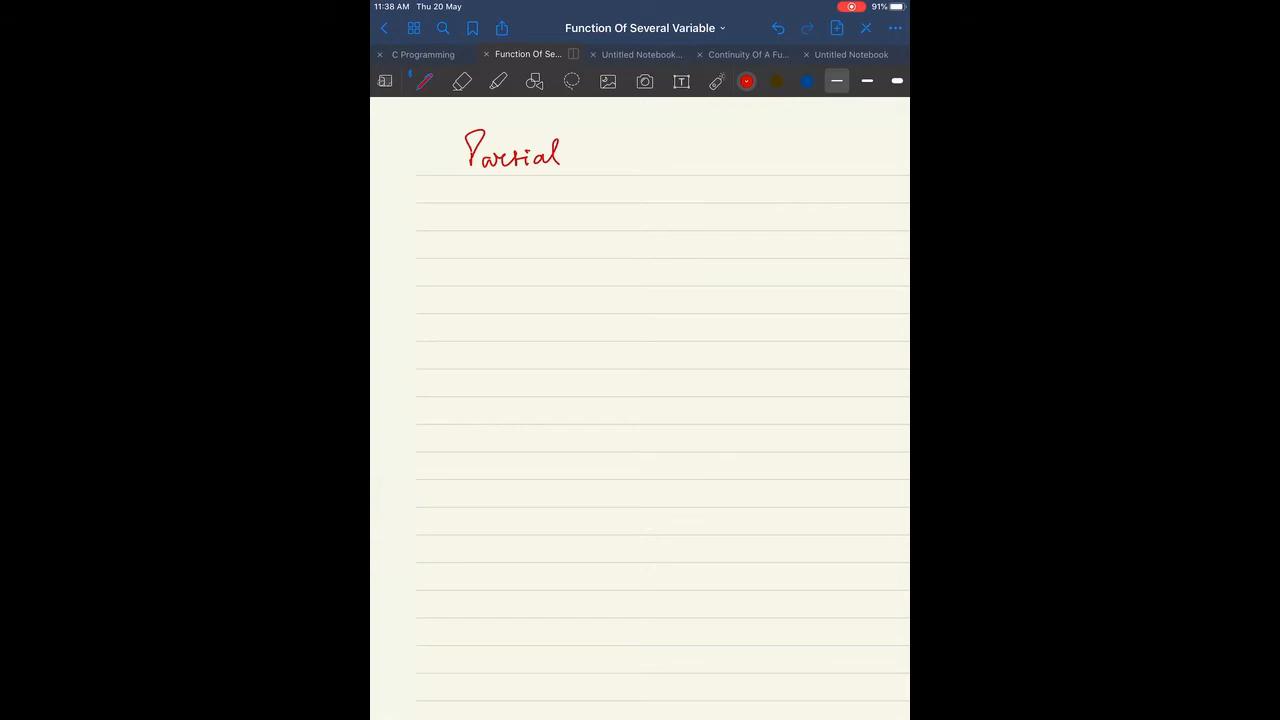 11:38 AM Thu 20 May 91%
Function Of Several Variable
C Programming Function Of Se... Untitled Notebook... Continuity Of A Fu... Untitled Notebook
Partial